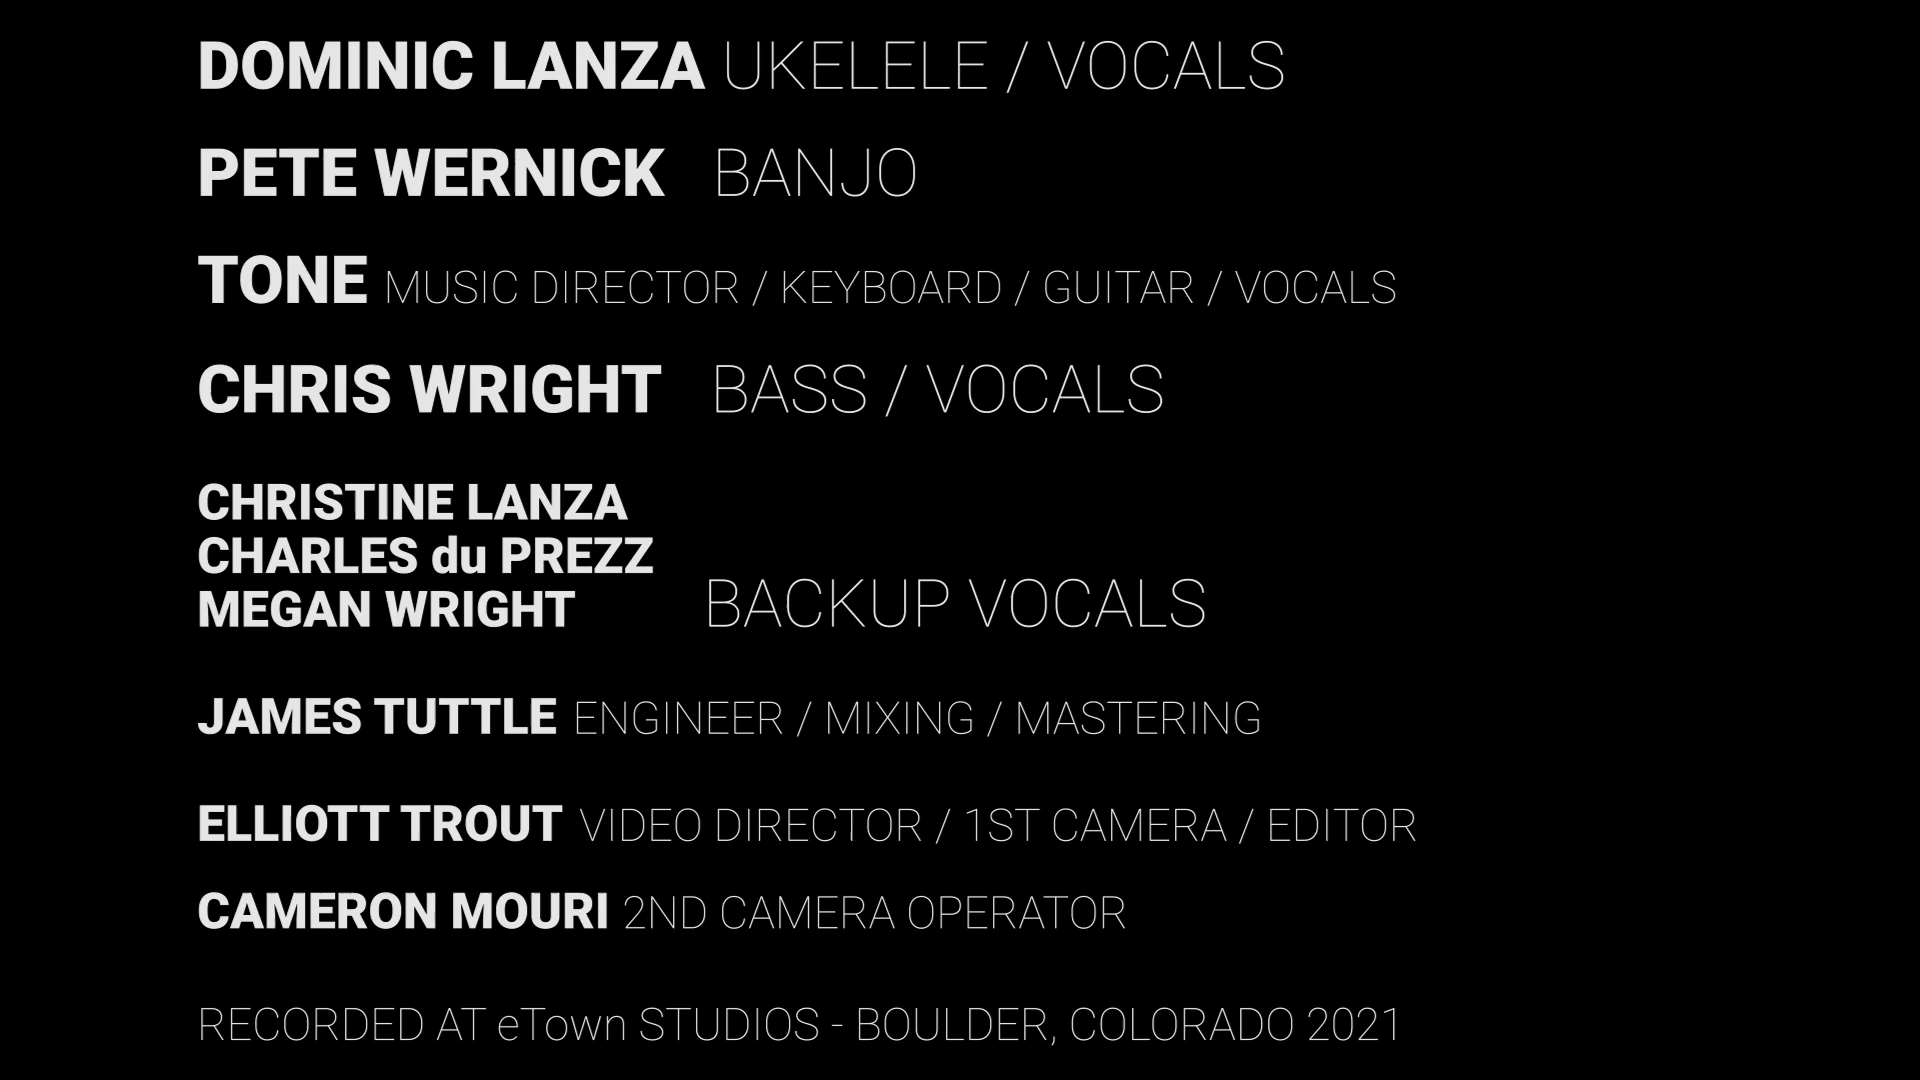 DOMINIC LANZA UKELELE / VOCALS
PETE WERNICK BANJO
TONE MUSIC DIRECTOR / KEYBOARD / GUITAR / VOCALS
CHRIS WRIGHT BASS / VOCALS
CHRISTINE LANZA
CHARLES du PREZZ
MEGAN WRIGHT BACKUP VOCALS
JAMES TUTTLE ENGINEER / MIXING / MASTERING
ELLIOTT TROUT VIDEO DIRECTOR / 1ST CAMERA / EDITOR
CAMERON MOURI 2ND CAMERA OPERATOR
RECORDED AT eTown STUDIOS - BOULDER, COLORADO 2021